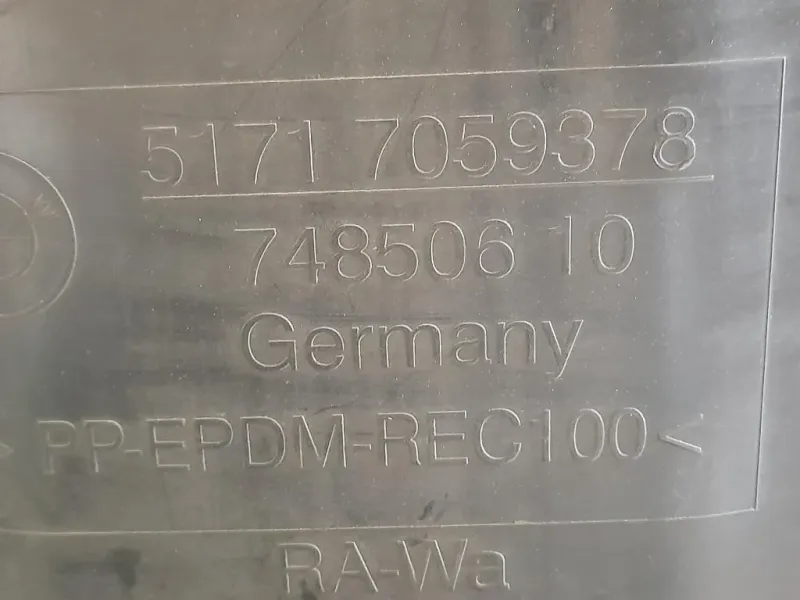 5171 7059378
748506 10
Germany
>PP-EPDM-REC100<
RA-Wa